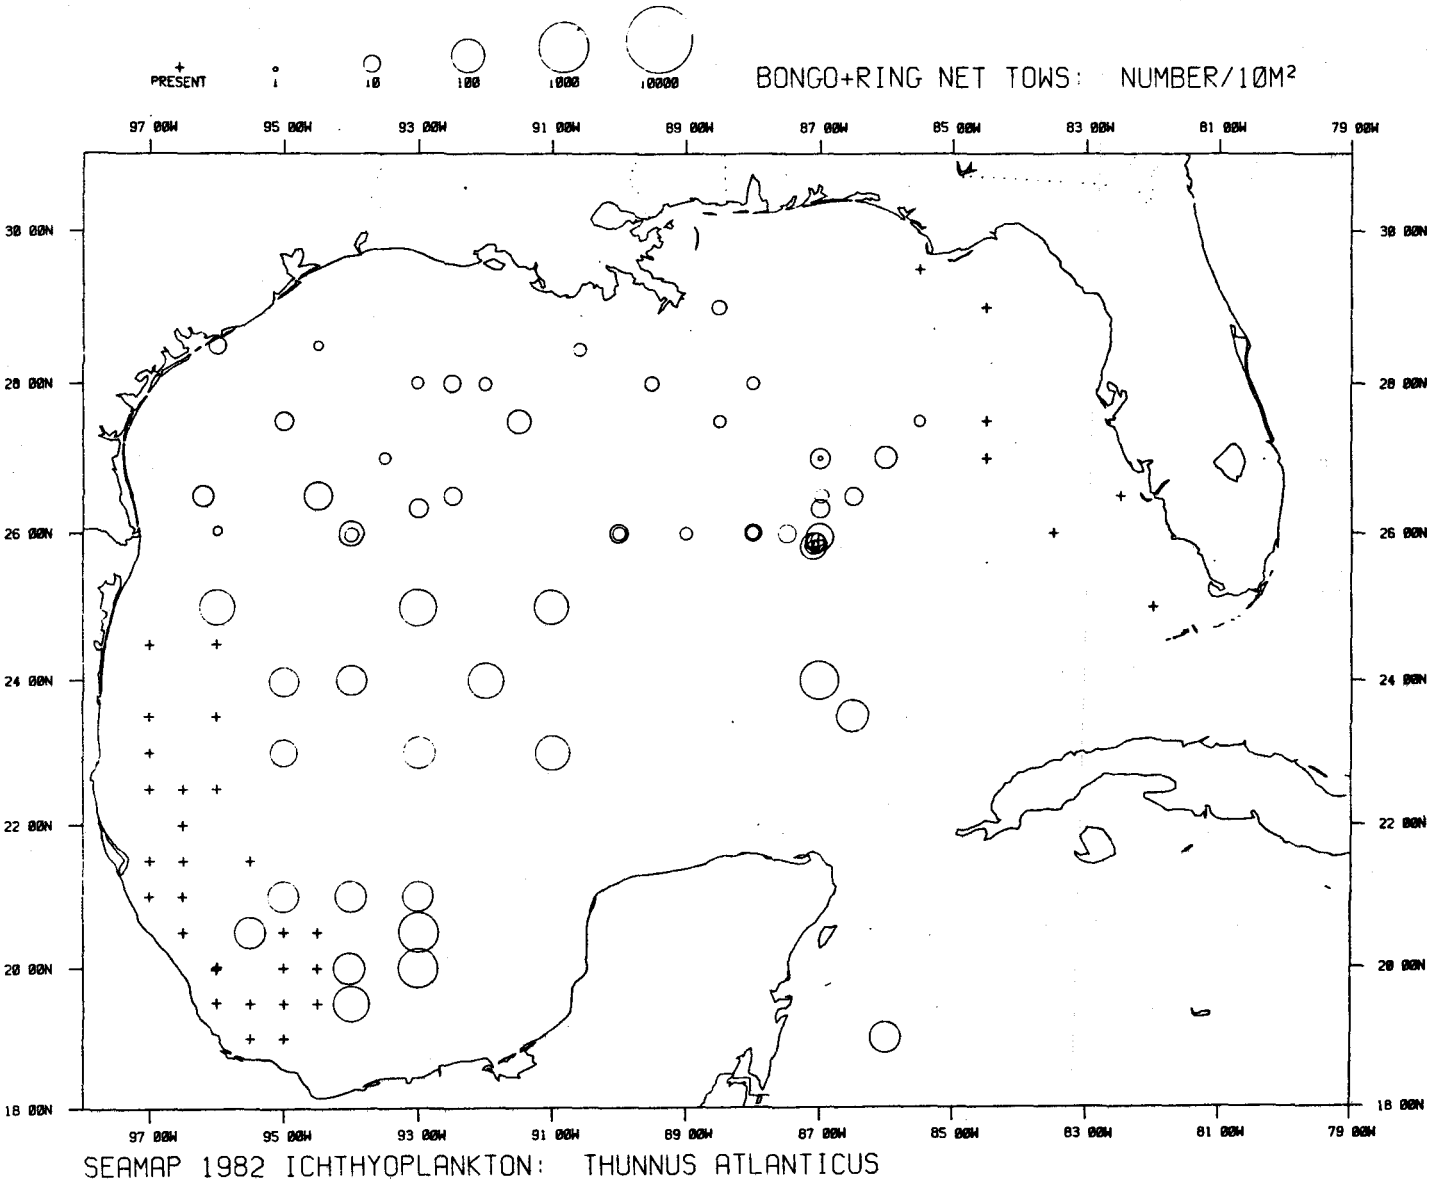 PRESENT 1 10 100 1000 10000
BONGO+RING NET TOWS: NUMBER/10M²
97 00W 95 00W 93 00W 91 00W 89 00W 87 00W 85 00W 83 00W 81 00W 79 00W
30 00N 30 00N
28 00N 28 00N
26 00N 26 00N
24 00N 24 00N
22 00N 22 00N
20 00N 20 00N
18 00N 18 00N
97 00W 95 00W 93 00W 91 00W 89 00W 87 00W 85 00W 83 00W 81 00W 79 00W
SEAMAP 1982 ICHTHYOPLANKTON: THUNNUS ATLANTICUS